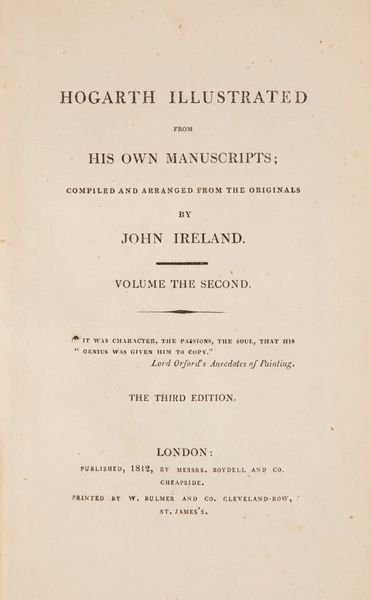 HOGARTH ILLUSTRATED
FROM
HIS OWN MANUSCRIPTS;
COMPILED AND ARRANGED FROM THE ORIGINALS
BY
JOHN IRELAND.
VOLUME THE SECOND.
" IT WAS CHARACTER, THE PASSIONS, THE SOUL, THAT HIS
" GENIUS WAS GIVEN HIM TO COPY."
Lord Orford's Anecdotes of Painting.
THE THIRD EDITION.
LONDON:
PUBLISHED, 1812, BY MESSRS. BOYDELL AND CO.
CHEAPSIDE.
PRINTED BY W. BULMER AND CO. CLEVELAND-ROW,
ST. JAMES'S.